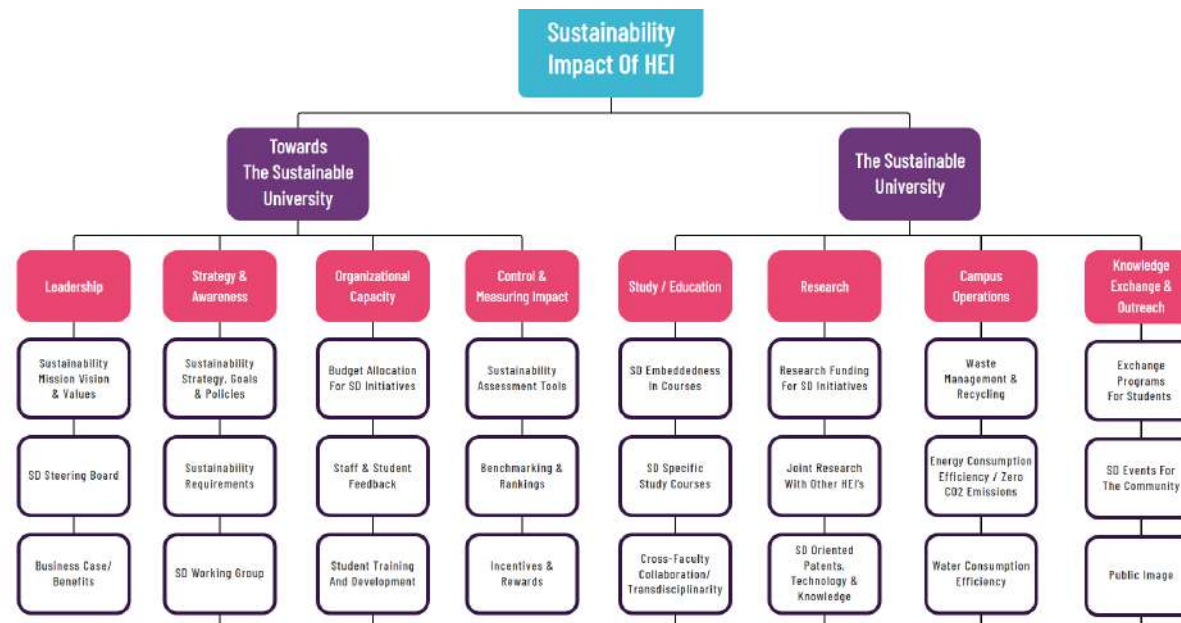 Sustainability
Impact Of HEI
Towards
The Sustainable
University
The Sustainable
University
Leadership
Strategy &
Awareness
Organizational
Capacity
Control &
Measuring Impact
Study / Education
Research
Campus
Operations
Knowledge
Exchange &
Outreach
Sustainability
Mission Vision
& Values
Sustainability
Strategy, Goals
& Policies
Budget Allocation
For SD Initiatives
Sustainability
Assessment Tools
SD Embeddedness
In Courses
Research Funding
For SD Initiatives
Waste
Management &
Recycling
Exchange
Programs
For Students
SD Steering Board
Sustainability
Requirements
Staff & Student
Feedback
Benchmarking &
Rankings
SD Specific
Study Courses
Joint Research
With Other HEI's
Energy Consumption
Efficiency / Zero
CO2 Emissions
SD Events For
The Community
Business Case/
Benefits
SD Working Group
Student Training
And Development
Incentives &
Rewards
Cross-Faculty
Collaboration/
Transdisciplinarity
SD Oriented
Patents,
Technology &
Knowledge
Water Consumption
Efficiency
Public Image